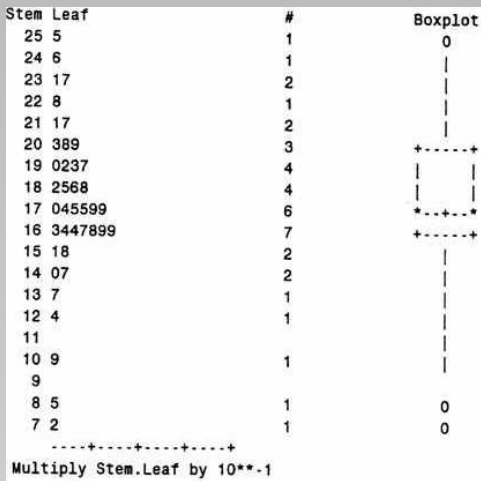 Stem Leaf # Boxplot
25 5 1 0
24 6 1 |
23 17 2 |
22 8 1 |
21 17 2 |
20 389 3 +-----+
19 0237 4 | |
18 2568 4 | |
17 045599 6 *--+--*
16 3447899 7 +-----+
15 18 2 |
14 07 2 |
13 7 1 |
12 4 1 |
11 |
10 9 1 |
9
8 5 1 0
7 2 1 0
----+----+----+----+
Multiply Stem.Leaf by 10**-1